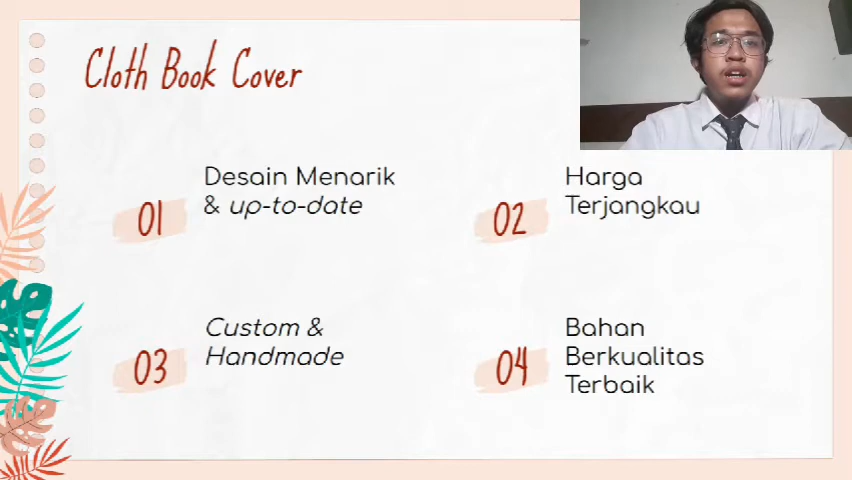 Cloth Book Cover
01
Desain Menarik
& up-to-date
02
Harga
Terjangkau
03
Custom &
Handmade
04
Bahan
Berkualitas
Terbaik